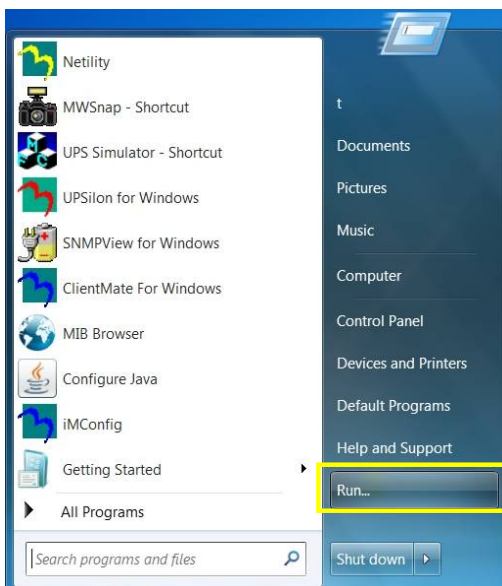 Netility
MWSnap - Shortcut
UPS Simulator - Shortcut
UPSilon for Windows
SNMPView for Windows
ClientMate For Windows
MIB Browser
Configure Java
iMConfig
Getting Started
All Programs
Search programs and files
t
Documents
Pictures
Music
Computer
Control Panel
Devices and Printers
Default Programs
Help and Support
Run...
Shut down